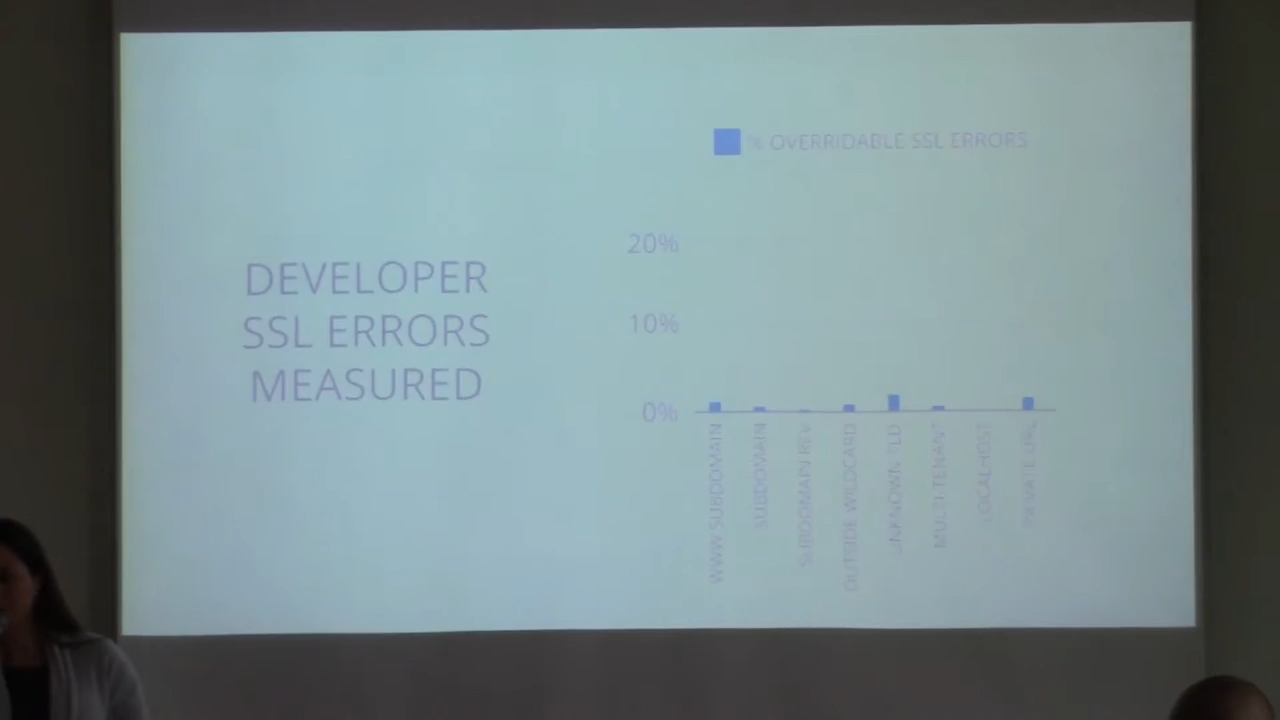 DEVELOPER
SSL ERRORS
MEASURED
% OVERRIDABLE SSL ERRORS
20%
10%
0%
WWW SUBDOMAIN
SUBDOMAIN
SUBDOMAIN REV
OUTSIDE WILDCARD
UNKNOWN TLD
MULTI-TENANT
LOCALHOST
PRIVATE URL